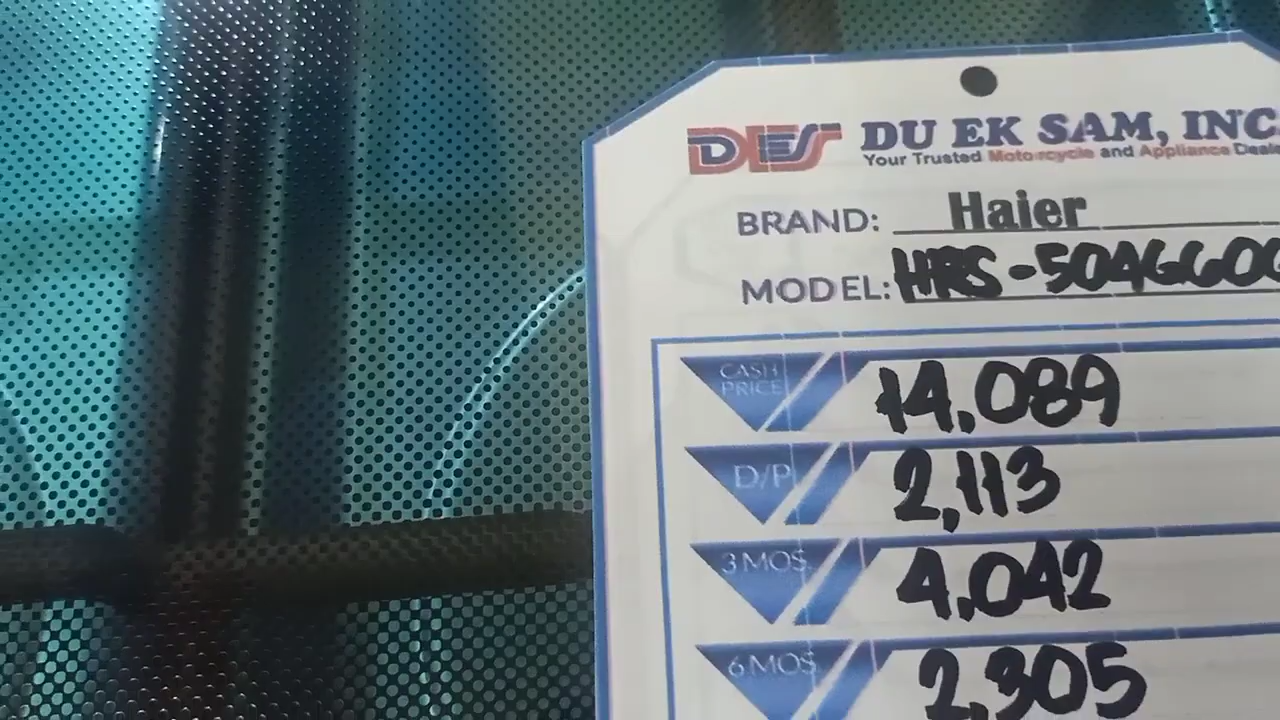 DES DU EK SAM, INC.
Your Trusted Motorcycle and Appliance Deale
BRAND: Haier
MODEL: HRS-50AGG0G
CASH PRICE 14,089
D/P 2,113
3 MOS. 4,042
6 MOS. 2,305